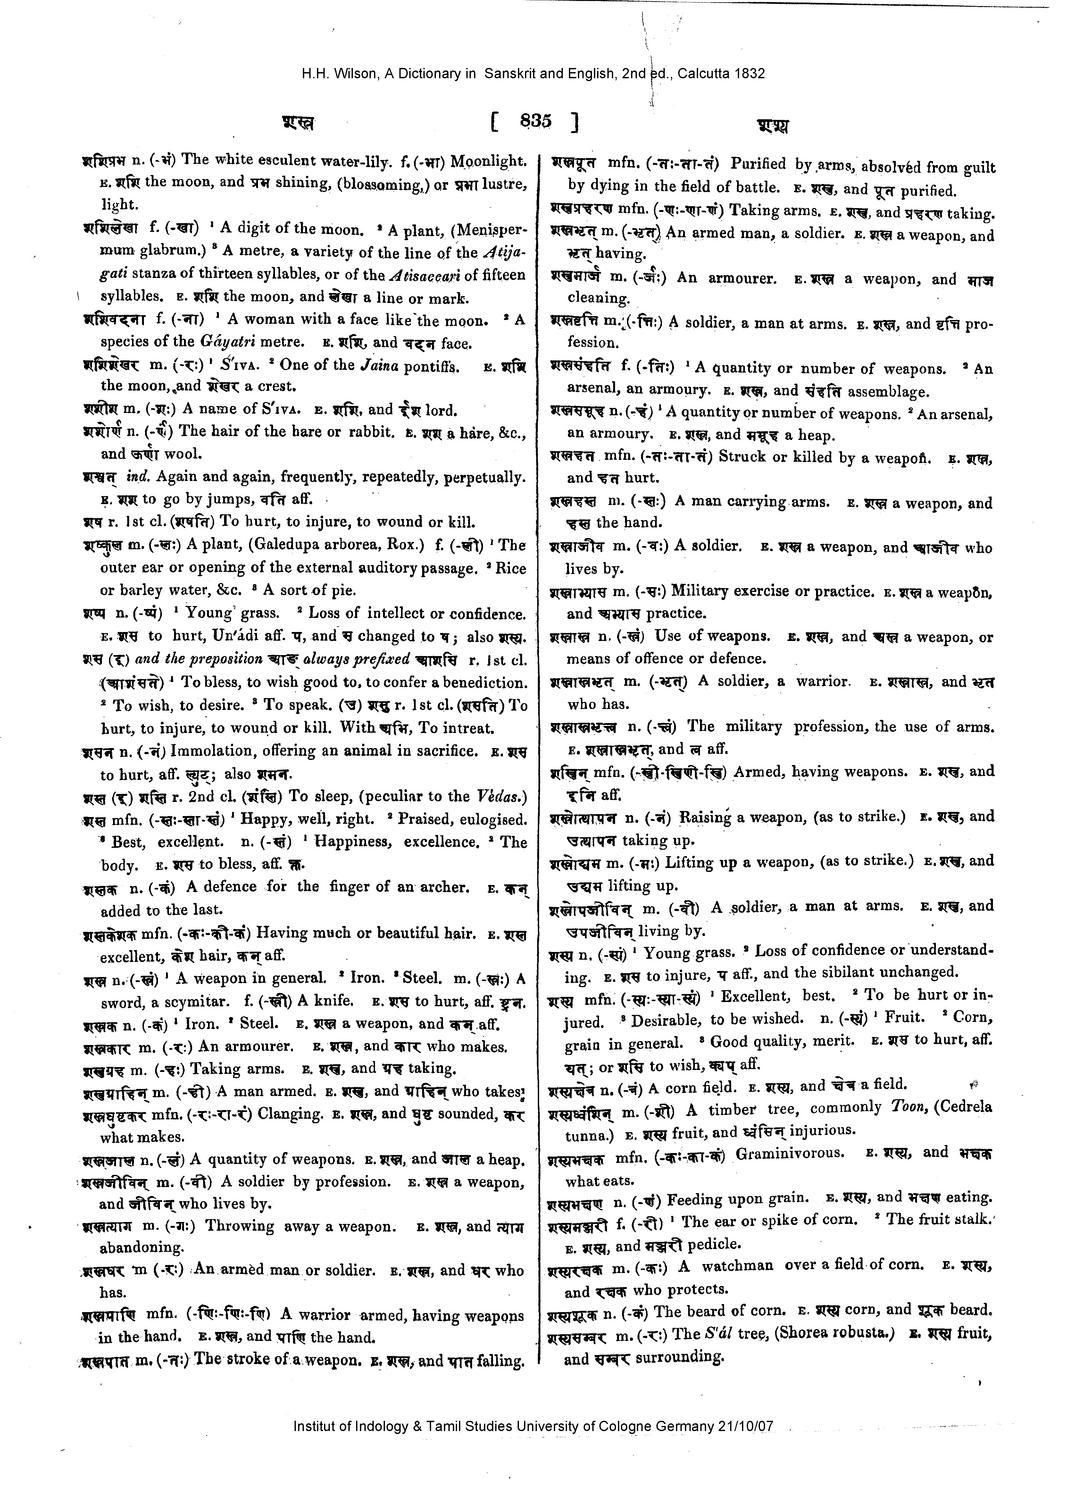 H.H. Wilson, A Dictionary in Sanskrit and English, 2nd ed., Calcutta 1832
शस्त्र [ 835 ] शश्य
शशिप्रभ n. (-भं) The white esculent water-lily. f. (-भा) Moonlight.
E. शशि the moon, and प्रभ shining, (blossoming,) or प्रभा lustre,
light.
शशिलेखा f. (-खा) ¹ A digit of the moon. ² A plant, (Menisper-
mum glabrum.) ³ A metre, a variety of the line of the Atija-
gati stanza of thirteen syllables, or of the Atisaccari of fifteen
syllables. E. शशि the moon, and लेखा a line or mark.
शशिवदना f. (-ना) ¹ A woman with a face like the moon. ² A
species of the Gáyatri metre. E. शशि, and वदन face.
शशिशेखर m. (-रः) ¹ S'IVA. ² One of the Jaina pontiffs. E. शशि
the moon, and शेखर a crest.
शशीश m. (-शः) A name of S'IVA. E. शशि, and ईश lord.
शशोर्ण n. (-र्णं) The hair of the hare or rabbit. E. शश a hare, &c.,
and ऊर्णा wool.
शश्वत् ind. Again and again, frequently, repeatedly, perpetually.
E. शश to go by jumps, वति aff.
शष r. 1st cl. (शषति) To hurt, to injure, to wound or kill.
शष्कुल m. (-लः) A plant, (Galedupa arborea, Rox.) f. (-ली) ¹ The
outer ear or opening of the external auditory passage. ² Rice
or barley water, &c. ³ A sort of pie.
शष्प n. (-ष्पं) ¹ Young grass. ² Loss of intellect or confidence.
E. शस to hurt, Un'ádi aff. प, and स changed to ष; also शस्प.
शस (इ) and the preposition आङ् always prefixed आशसि r. 1st cl.
(आशंसते) ¹ To bless, to wish good to, to confer a benediction.
² To wish, to desire. ³ To speak. (उ) शसु r. 1st cl. (शसति) To
hurt, to injure, to wound or kill. With अभि, To intreat.
शसन n. (-नं) Immolation, offering an animal in sacrifice. E. शस
to hurt, aff. ल्युट्; also शमन.
शस्त (इ) शस्ति r. 2nd cl. (शंस्ति) To sleep, (peculiar to the Védas.)
शस्त mfn. (-स्तः-स्ता-स्तं) ¹ Happy, well, right. ² Praised, eulogised.
³ Best, excellent. n. (-स्तं) ¹ Happiness, excellence. ² The
body. E. शस to bless, aff. क्त.
शस्तक n. (-कं) A defence for the finger of an archer. E. कन्
added to the last.
शस्तकेशक mfn. (-कः-की-कं) Having much or beautiful hair. E. शस्त
excellent, केश hair, कन् aff.
शस्त्र n. (-स्त्रं) ¹ A weapon in general. ² Iron. ³ Steel. m. (-स्त्रः) A
sword, a scymitar. f. (-स्त्री) A knife. E. शस to hurt, aff. ष्ट्रन्.
शस्त्रक n. (-कं) ¹ Iron. ² Steel. E. शस्त्र a weapon, and कन् aff.
शस्त्रकार m. (-रः) An armourer. E. शस्त्र, and कार who makes.
शस्त्रग्रह m. (-हः) Taking arms. E. शस्त्र, and ग्रह taking.
शस्त्रग्राहिन् m. (-ही) A man armed. E. शस्त्र, and ग्राहिन् who takes.
शस्त्रघुष्टकर mfn. (-रः-रा-रं) Clanging. E. शस्त्र, and घुष्ट sounded, कर
what makes.
शस्त्रजाल n. (-लं) A quantity of weapons. E. शस्त्र, and जाल a heap.
शस्त्रजीविन् m. (-वी) A soldier by profession. E. शस्त्र a weapon,
and जीविन् who lives by.
शस्त्रत्याग m. (-गः) Throwing away a weapon. E. शस्त्र, and त्याग
abandoning.
शस्त्रधर m (-रः) An armed man or soldier. E. शस्त्र, and धर who
has.
शस्त्रपाणि mfn. (-णिः-णिः-णि) A warrior armed, having weapons
in the hand. E. शस्त्र, and पाणि the hand.
शस्त्रपात m. (-तः) The stroke of a weapon. E. शस्त्र, and पात falling.
शस्त्रपूत mfn. (-तः-ता-तं) Purified by arms, absolved from guilt
by dying in the field of battle. E. शस्त्र, and पूत purified.
शस्त्रप्रहरण mfn. (-णः-णा-णं) Taking arms. E. शस्त्र, and प्रहरण taking.
शस्त्रभृत् m. (-भृत्) An armed man, a soldier. E. शस्त्र a weapon, and
भृत् having.
शस्त्रमार्ज m. (-र्जः) An armourer. E. शस्त्र a weapon, and मार्ज
cleaning.
शस्त्रवृत्ति m. (-त्तिः) A soldier, a man at arms. E. शस्त्र, and वृत्ति pro-
fession.
शस्त्रसंहति f. (-तिः) ¹ A quantity or number of weapons. ² An
arsenal, an armoury. E. शस्त्र, and संहति assemblage.
शस्त्रसमूह n. (-हं) ¹ A quantity or number of weapons. ² An arsenal,
an armoury. E. शस्त्र, and समूह a heap.
शस्त्रहत mfn. (-तः-ता-तं) Struck or killed by a weapon. E. शस्त्र,
and हत hurt.
शस्त्रहस्त m. (-स्तः) A man carrying arms. E. शस्त्र a weapon, and
हस्त the hand.
शस्त्राजीव m. (-वः) A soldier. E. शस्त्र a weapon, and आजीव who
lives by.
शस्त्राभ्यास m. (-सः) Military exercise or practice. E. शस्त्र a weapon,
and अभ्यास practice.
शस्त्रास्त्र n. (-स्त्रं) Use of weapons. E. शस्त्र, and अस्त्र a weapon, or
means of offence or defence.
शस्त्रास्त्रभृत् m. (-भृत्) A soldier, a warrior. E. शस्त्रास्त्र, and भृत
who has.
शस्त्रास्त्रभृत्त्व n. (-त्त्वं) The military profession, the use of arms.
E. शस्त्रास्त्रभृत्, and त्व aff.
शस्त्रिन् mfn. (-स्त्री-स्त्रिणी-स्त्रि) Armed, having weapons. E. शस्त्र, and
इनि aff.
शस्त्रोत्थापन n. (-नं) Raising a weapon, (as to strike.) E. शस्त्र, and
उत्थापन taking up.
शस्त्रोद्यम m. (-मः) Lifting up a weapon, (as to strike.) E. शस्त्र, and
उद्यम lifting up.
शस्त्रोपजीविन् m. (-वी) A soldier, a man at arms. E. शस्त्र, and
उपजीविन् living by.
शस्प n. (-स्पं) ¹ Young grass. ² Loss of confidence or understand-
ing. E. शस to injure, प aff., and the sibilant unchanged.
शस्य mfn. (-स्यः-स्या-स्यं) ¹ Excellent, best. ² To be hurt or in-
jured. ³ Desirable, to be wished. n. (-स्यं) ¹ Fruit. ² Corn,
grain in general. ³ Good quality, merit. E. शस to hurt, aff.
यत्; or शसि to wish, क्यप् aff.
शस्यक्षेत्र n. (-त्रं) A corn field. E. शस्य, and क्षेत्र a field.
शस्यध्वंसिन् m. (-सी) A timber tree, commonly Toon, (Cedrela
tunna.) E. शस्य fruit, and ध्वंसिन् injurious.
शस्यभक्षक mfn. (-कः-का-कं) Graminivorous. E. शस्य, and भक्षक
what eats.
शस्यभक्षण n. (-णं) Feeding upon grain. E. शस्य, and भक्षण eating.
शस्यमञ्जरी f. (-री) ¹ The ear or spike of corn. ² The fruit stalk.
E. शस्य, and मञ्जरी pedicle.
शस्यरक्षक m. (-कः) A watchman over a field of corn. E. शस्य,
and रक्षक who protects.
शस्यशूक n. (-कं) The beard of corn. E. शस्य corn, and शूक beard.
शस्यसम्बर m. (-रः) The S'ál tree, (Shorea robusta.) E. शस्य fruit,
and सम्बर surrounding.
Institut of Indology & Tamil Studies University of Cologne Germany 21/10/07